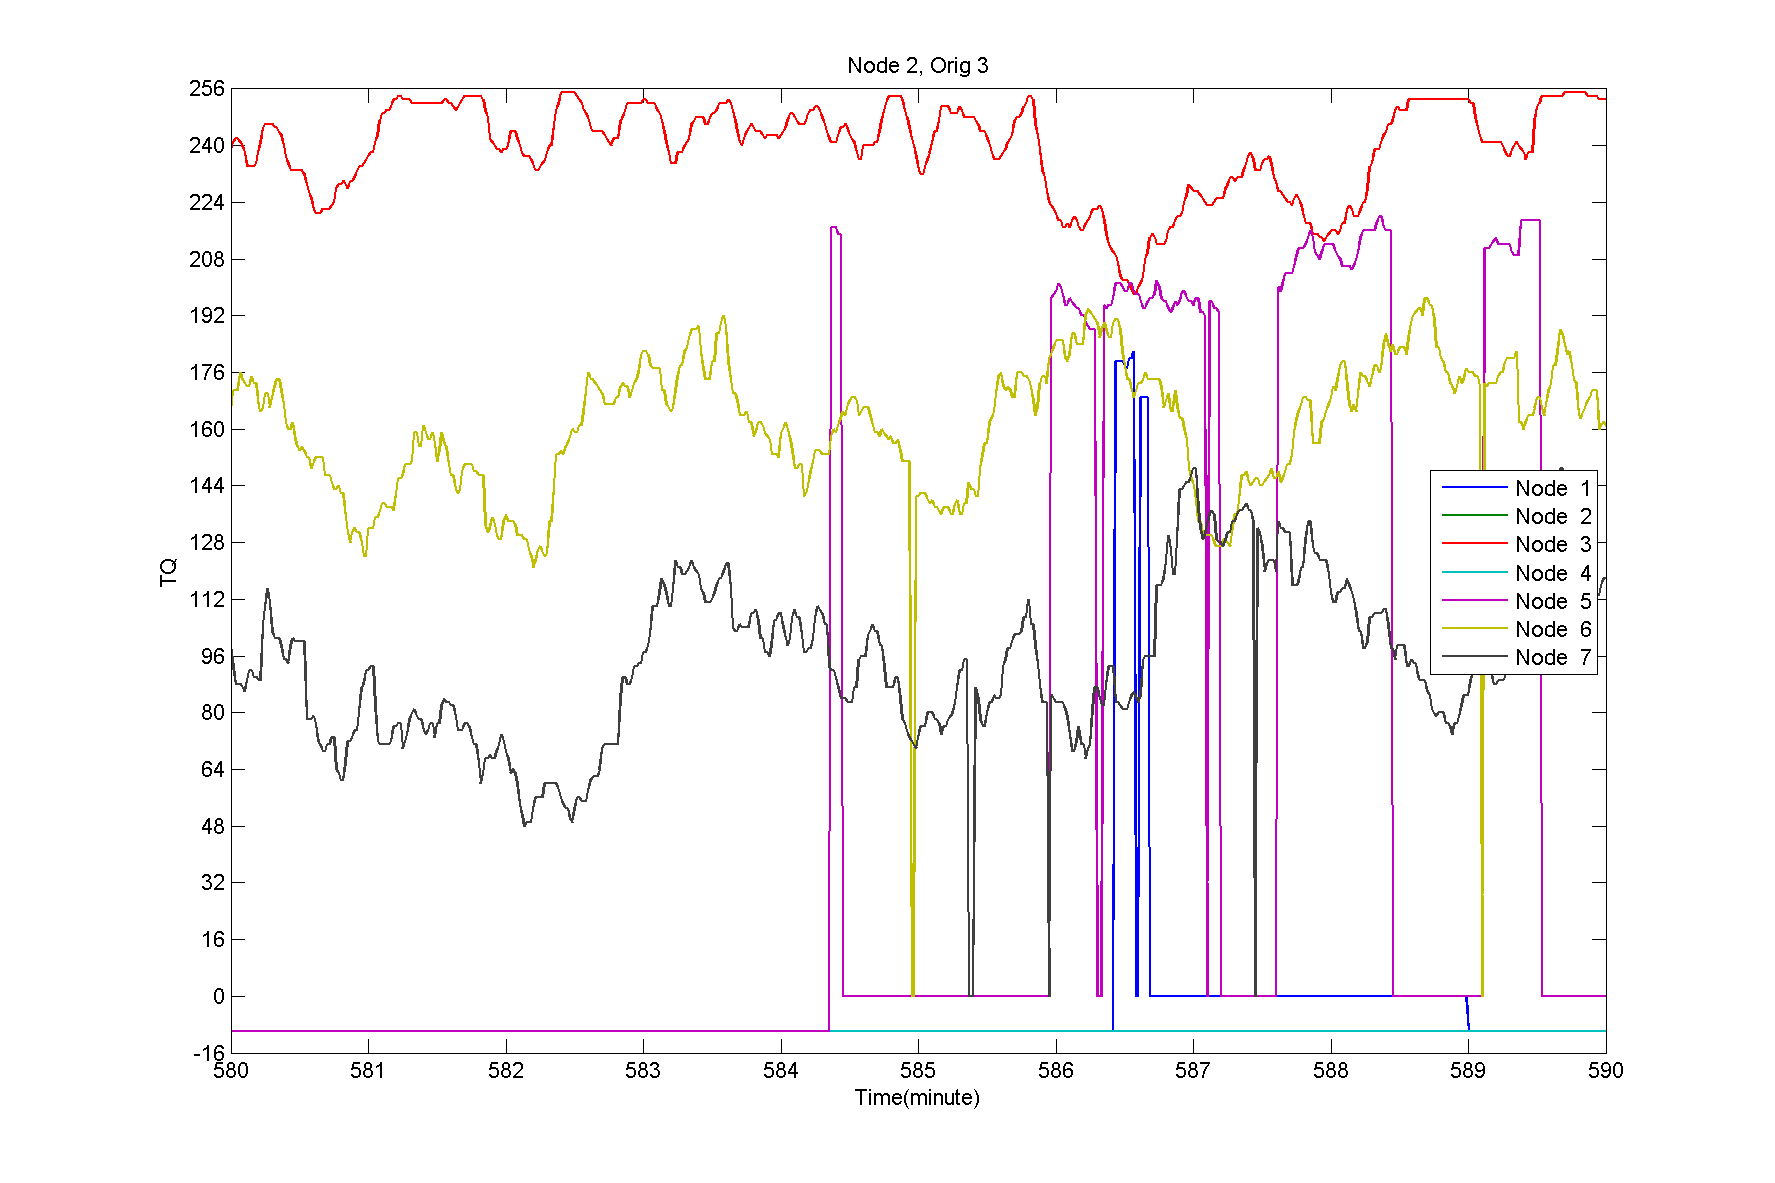 Node 2, Orig 3
256
240
224
208
192
176
160
144
128
112
96
80
64
48
32
16
0
-16
TQ
580 581 582 583 584 585 586 587 588 589 590
Time(minute)
Node 1
Node 2
Node 3
Node 4
Node 5
Node 6
Node 7